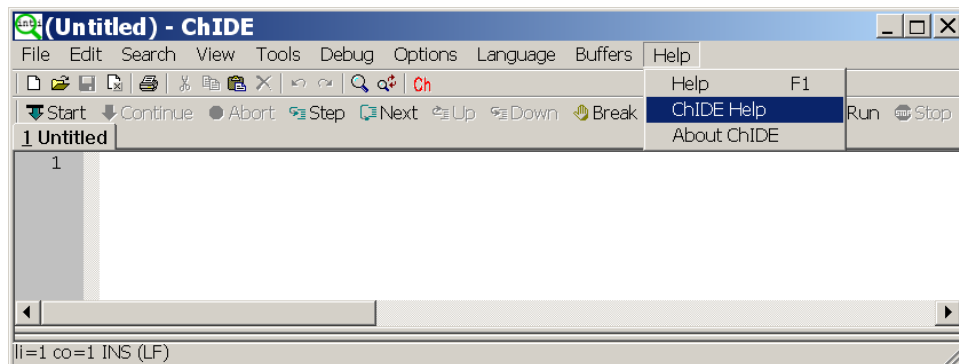 (Untitled) - ChIDE
File Edit Search View Tools Debug Options Language Buffers Help
Ch
Help F1
Start Continue Abort Step Next Up Down Break Run Stop
ChIDE Help
About ChIDE
1 Untitled
1
li=1 co=1 INS (LF)